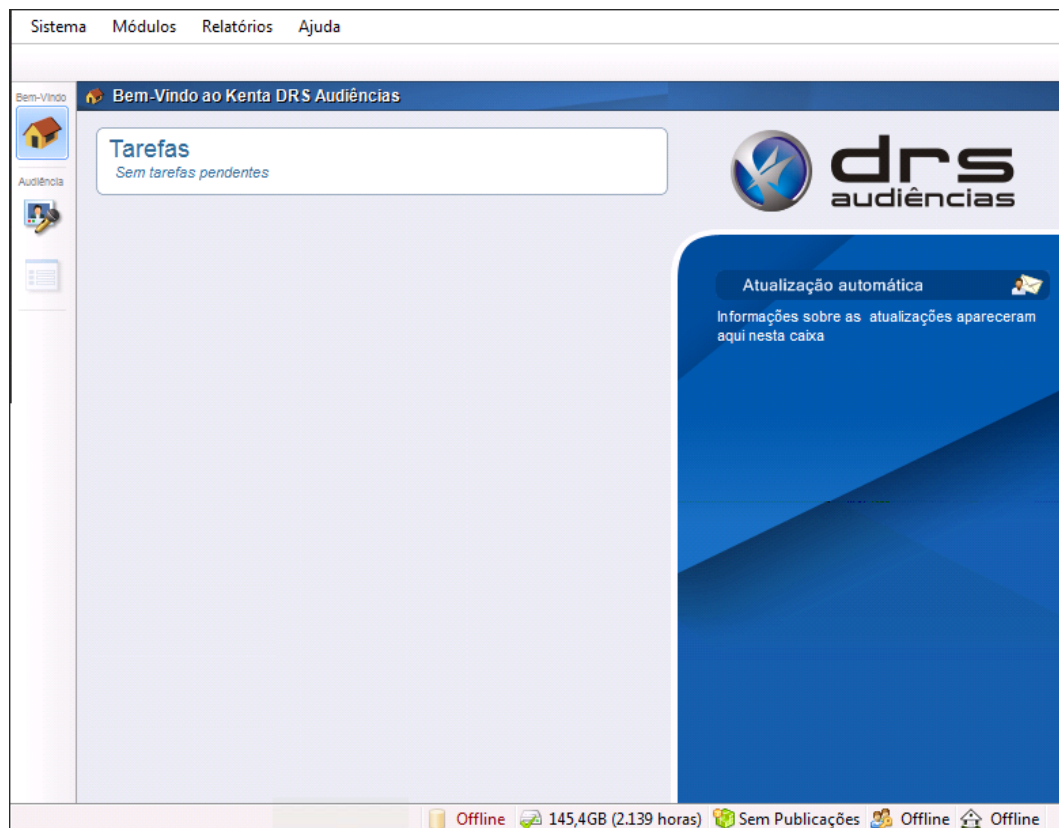 Sistema Módulos Relatórios Ajuda
Bem-Vindo
Bem-Vindo ao Kenta DRS Audiências
Tarefas
Sem tarefas pendentes
drs
audiências
Audiência
Atualização automática
Informações sobre as atualizações apareceram
aqui nesta caixa
Offline 145,4GB (2.139 horas) Sem Publicações Offline Offline